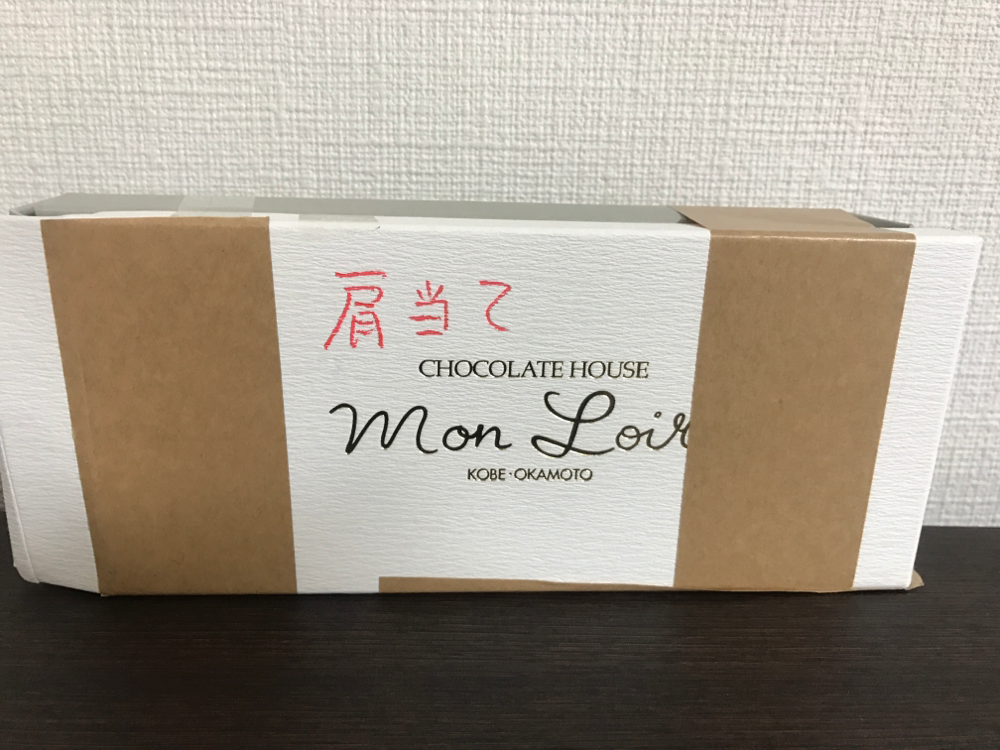 肩当て
CHOCOLATE HOUSE
Mon Loir
KOBE·OKAMOTO